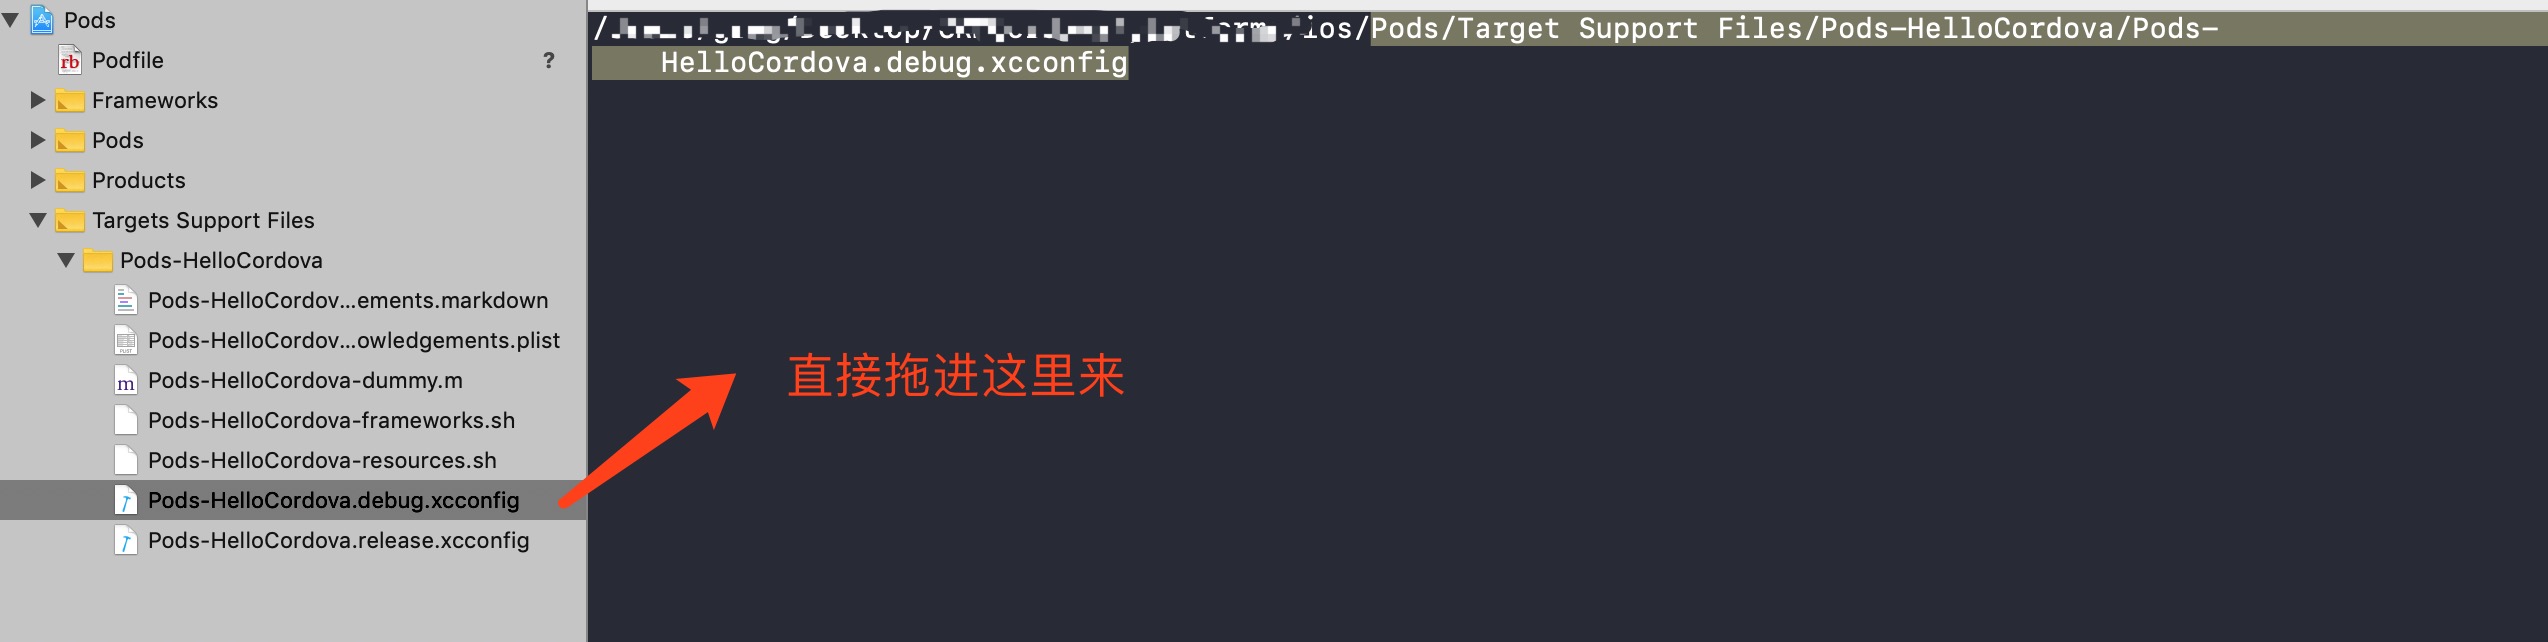 Pods
Podfile ?
Frameworks
Pods
Products
Targets Support Files
Pods-HelloCordova
Pods-HelloCordov...ements.markdown
Pods-HelloCordov...owledgements.plist
Pods-HelloCordova-dummy.m
Pods-HelloCordova-frameworks.sh
Pods-HelloCordova-resources.sh
Pods-HelloCordova.debug.xcconfig
Pods-HelloCordova.release.xcconfig
/ios/Pods/Target Support Files/Pods-HelloCordova/Pods-
HelloCordova.debug.xcconfig
直接拖进这里来